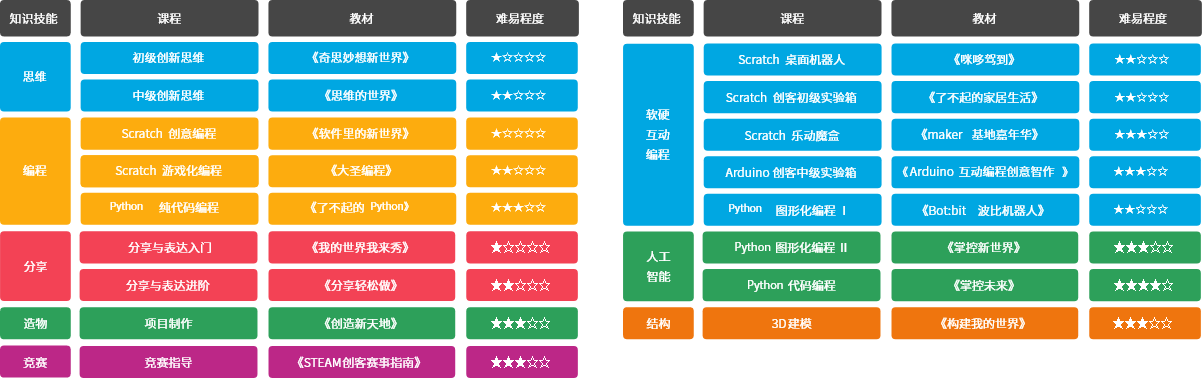 知识技能 课程 教材 难易程度
思维
初级创新思维 《奇思妙想新世界》 ★☆☆☆☆
中级创新思维 《思维的世界》 ★★☆☆☆
编程
Scratch 创意编程 《软件里的新世界》 ★☆☆☆☆
Scratch 游戏化编程 《大圣编程》 ★★☆☆☆
Python 纯代码编程 《了不起的 Python》 ★★★☆☆
分享
分享与表达入门 《我的世界我来秀》 ★☆☆☆☆
分享与表达进阶 《分享轻松做》 ★★☆☆☆
造物 项目制作 《创造新天地》 ★★★☆☆
竞赛 竞赛指导 《STEAM创客赛事指南》 ★★★☆☆
知识技能 课程 教材 难易程度
软硬
互动
编程
Scratch 桌面机器人 《咪哆驾到》 ★★☆☆☆
Scratch 创客初级实验箱 《了不起的家居生活》 ★★☆☆☆
Scratch 乐动魔盒 《maker 基地嘉年华》 ★★★☆☆
Arduino 创客中级实验箱 《Arduino 互动编程创意智作 》 ★★★☆☆
Python 图形化编程 I 《Bot:bit 波比机器人》 ★★☆☆☆
人工
智能
Python 图形化编程 II 《掌控新世界》 ★★★☆☆
Python 代码编程 《掌控未来》 ★★★★☆
结构 3D建模 《构建我的世界》 ★★★☆☆